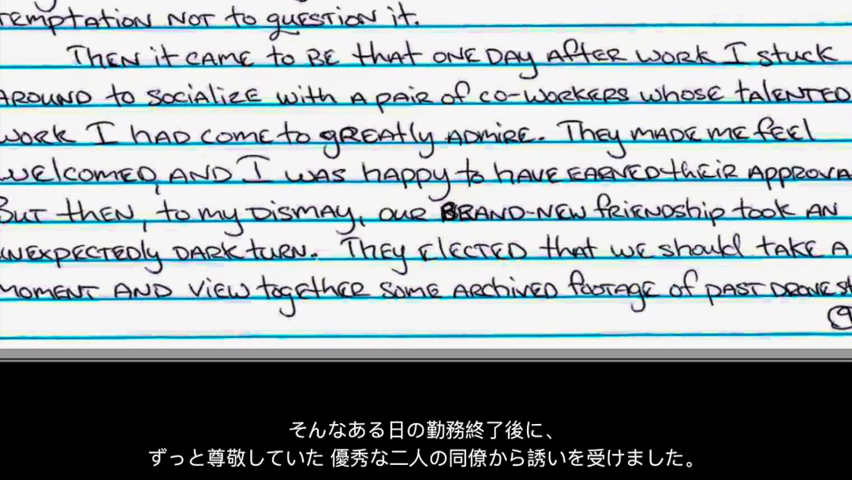 temptation not to question it.
Then it came to be that one day after work I stuck
around to socialize with a pair of co-workers whose talented
work I had come to greatly admire. They made me feel
welcomed, and I was happy to have earned their approva
But then, to my dismay, our brand-new friendship took an
unexpectedly dark turn. They elected that we should take a
moment and view together some archived footage of past drone st
そんなある日の勤務終了後に、
ずっと尊敬していた 優秀な二人の同僚から誘いを受けました。